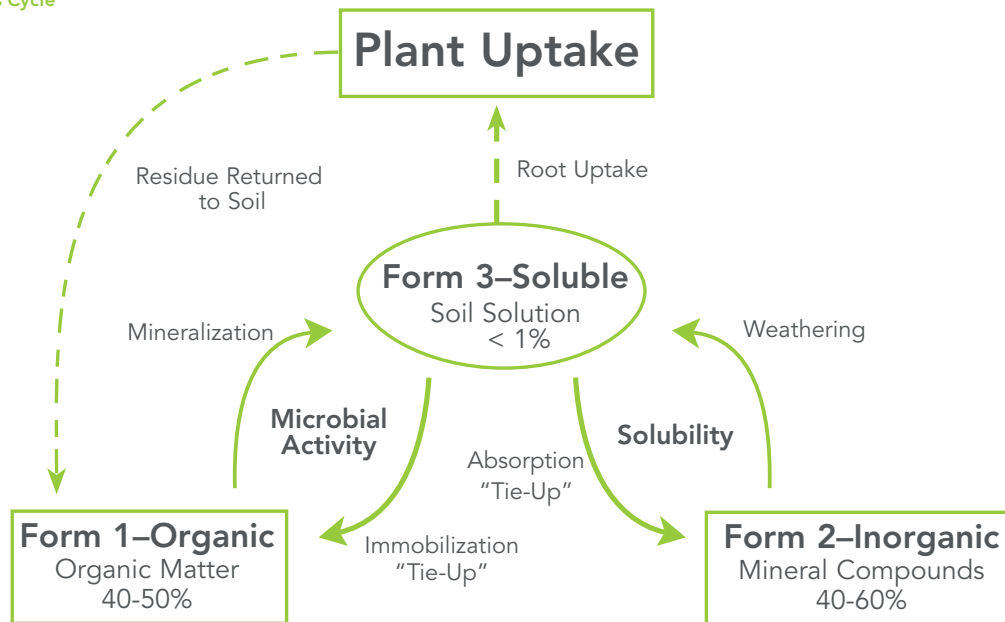 Cycle
Plant Uptake
Residue Returned
to Soil
Root Uptake
Form 3–Soluble
Soil Solution
< 1%
Mineralization
Weathering
Microbial
Activity
Solubility
Absorption
“Tie-Up”
Immobilization
“Tie-Up”
Form 1–Organic
Organic Matter
40-50%
Form 2–Inorganic
Mineral Compounds
40-60%